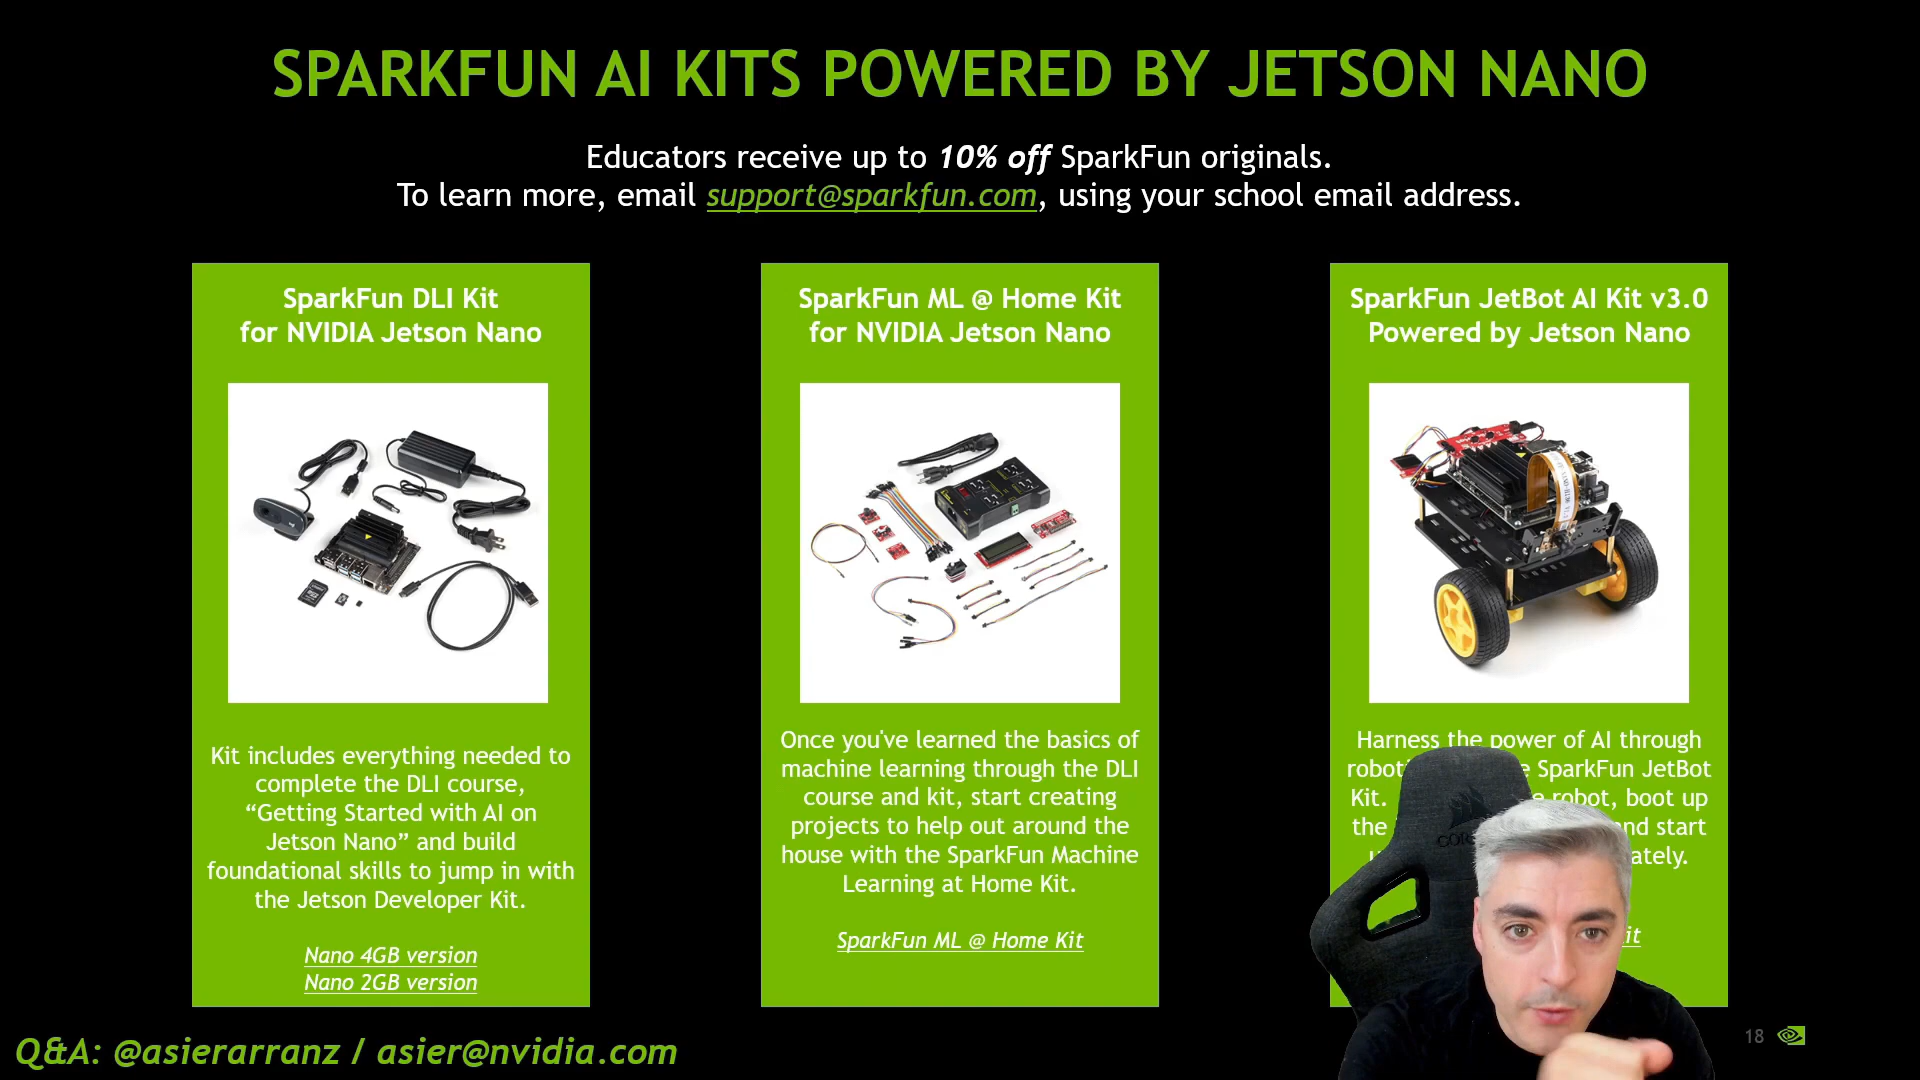 SPARKFUN AI KITS POWERED BY JETSON NANO
Educators receive up to 10% off SparkFun originals.
To learn more, email support@sparkfun.com, using your school email address.
SparkFun DLI Kit
for NVIDIA Jetson Nano
Kit includes everything needed to
complete the DLI course,
“Getting Started with AI on
Jetson Nano” and build
foundational skills to jump in with
the Jetson Developer Kit.
Nano 4GB version
Nano 2GB version
SparkFun ML @ Home Kit
for NVIDIA Jetson Nano
Once you've learned the basics of
machine learning through the DLI
course and kit, start creating
projects to help out around the
house with the SparkFun Machine
Learning at Home Kit.
SparkFun ML @ Home Kit
SparkFun JetBot AI Kit v3.0
Powered by Jetson Nano
Harness the power of AI through
SparkFun JetBot
Kit. robot, boot up
the and start
Q&A: @asierarranz / asier@nvidia.com
18